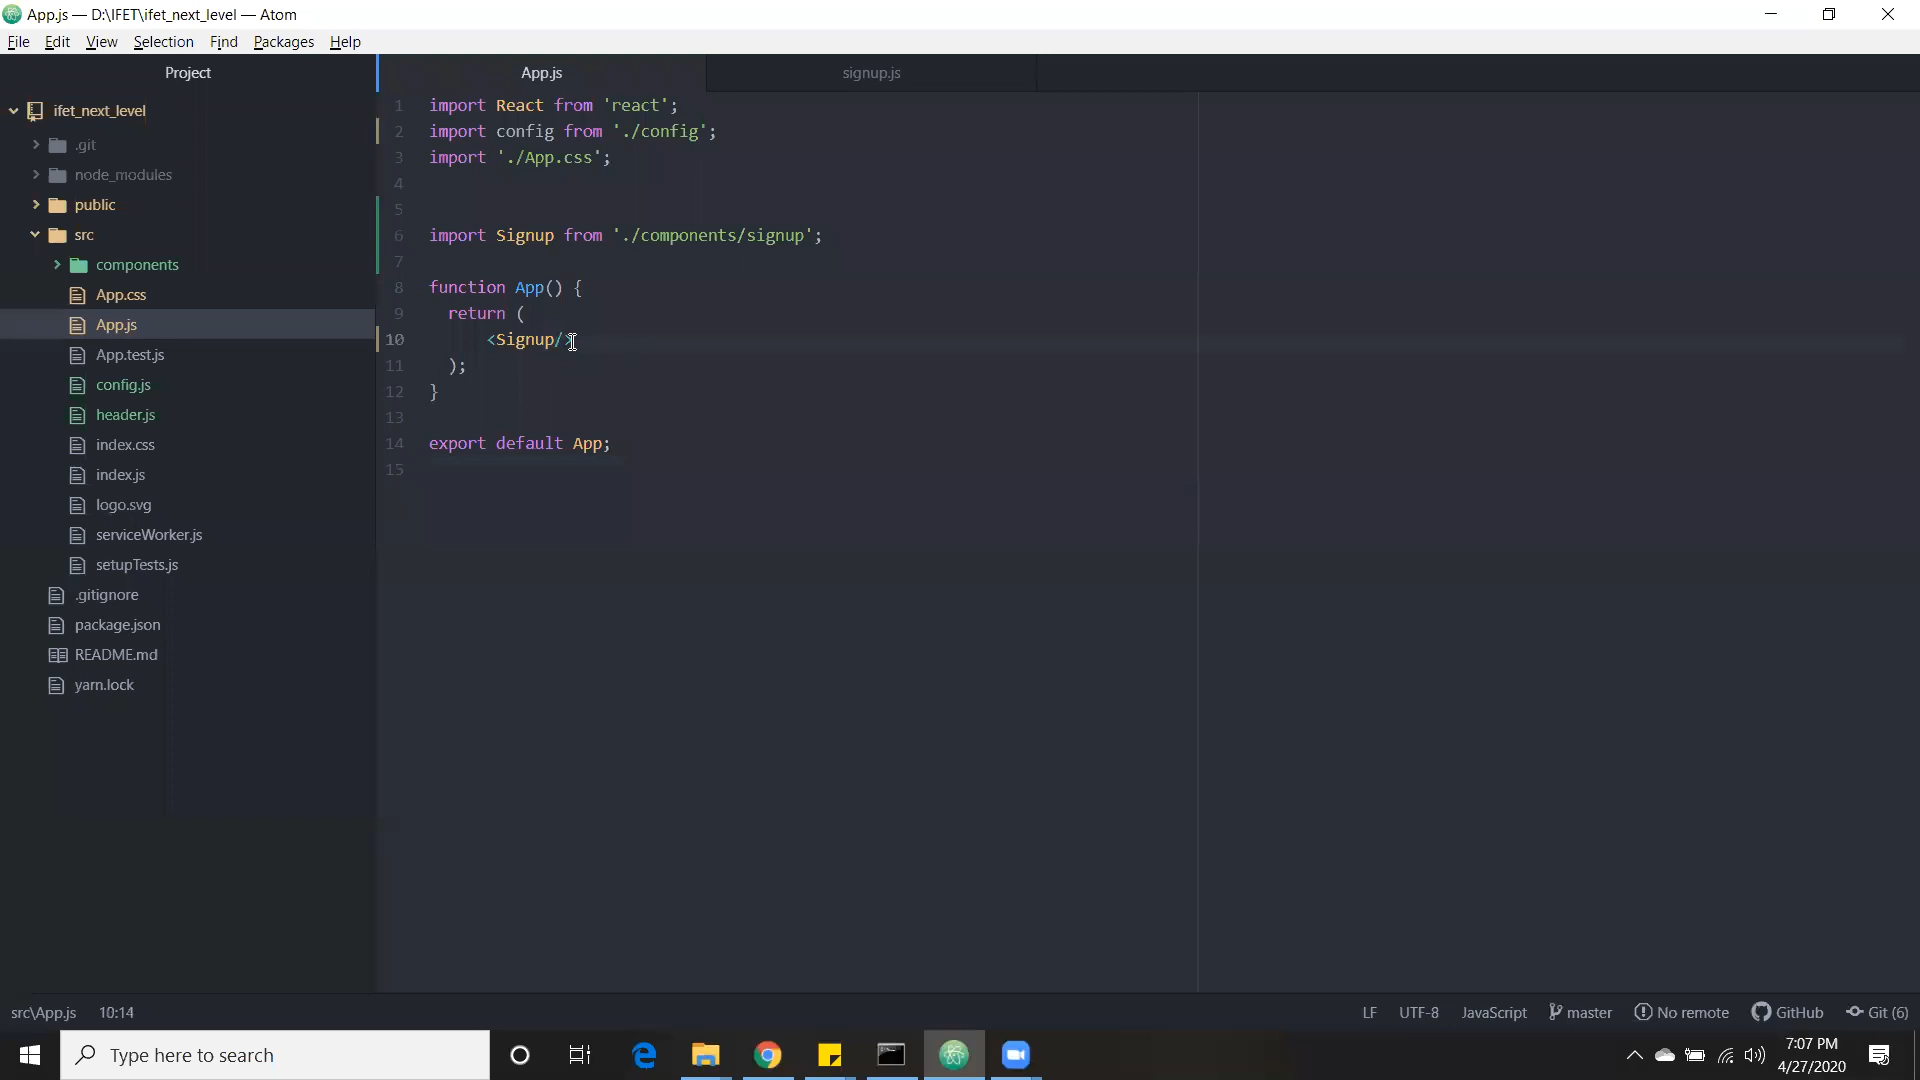 App.js — D:\IFET\ifet_next_level — Atom
File Edit View Selection Find Packages Help
Project
App.js
signup.js
ifet_next_level
.git
node_modules
public
src
components
App.css
App.js
App.test.js
config.js
header.js
index.css
index.js
logo.svg
serviceWorker.js
setupTests.js
.gitignore
package.json
README.md
yarn.lock
1 import React from 'react';
2 import config from './config';
3 import './App.css';
4
5
6 import Signup from './components/signup';
7
8 function App() {
9 return (
10 <Signup/>
11 );
12 }
13
14 export default App;
15
src\App.js 10:14
LF UTF-8 JavaScript master No remote GitHub Git (6)
Type here to search
7:07 PM
4/27/2020